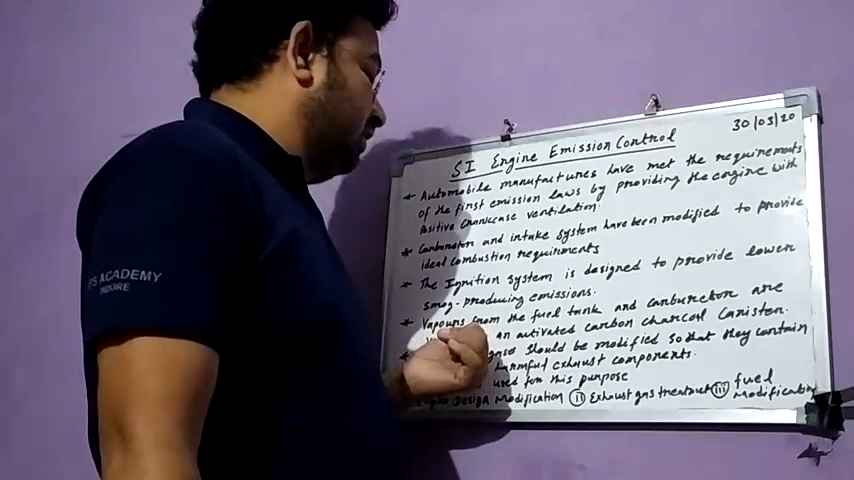 30/03/20
SI Engine Emission Control
* Automobile manufactures have met the requirements
of the first emission laws by providing the engine with
Positive Crankcase ventilation.
* Carburetor and intake system have been modified to provide
ideal combustion requirements
* The Ignition system is designed to provide lower
smog-producing emissions.
* Vapours from the fuel tank and carburetor are
an activated carbon charcoal Canister.
should be modified so that they contain
harmful exhaust components.
used for this purpose
Design Modification (ii) Exhaust gas treatment (iii) fuel
modification
ACADEMY
INDORE